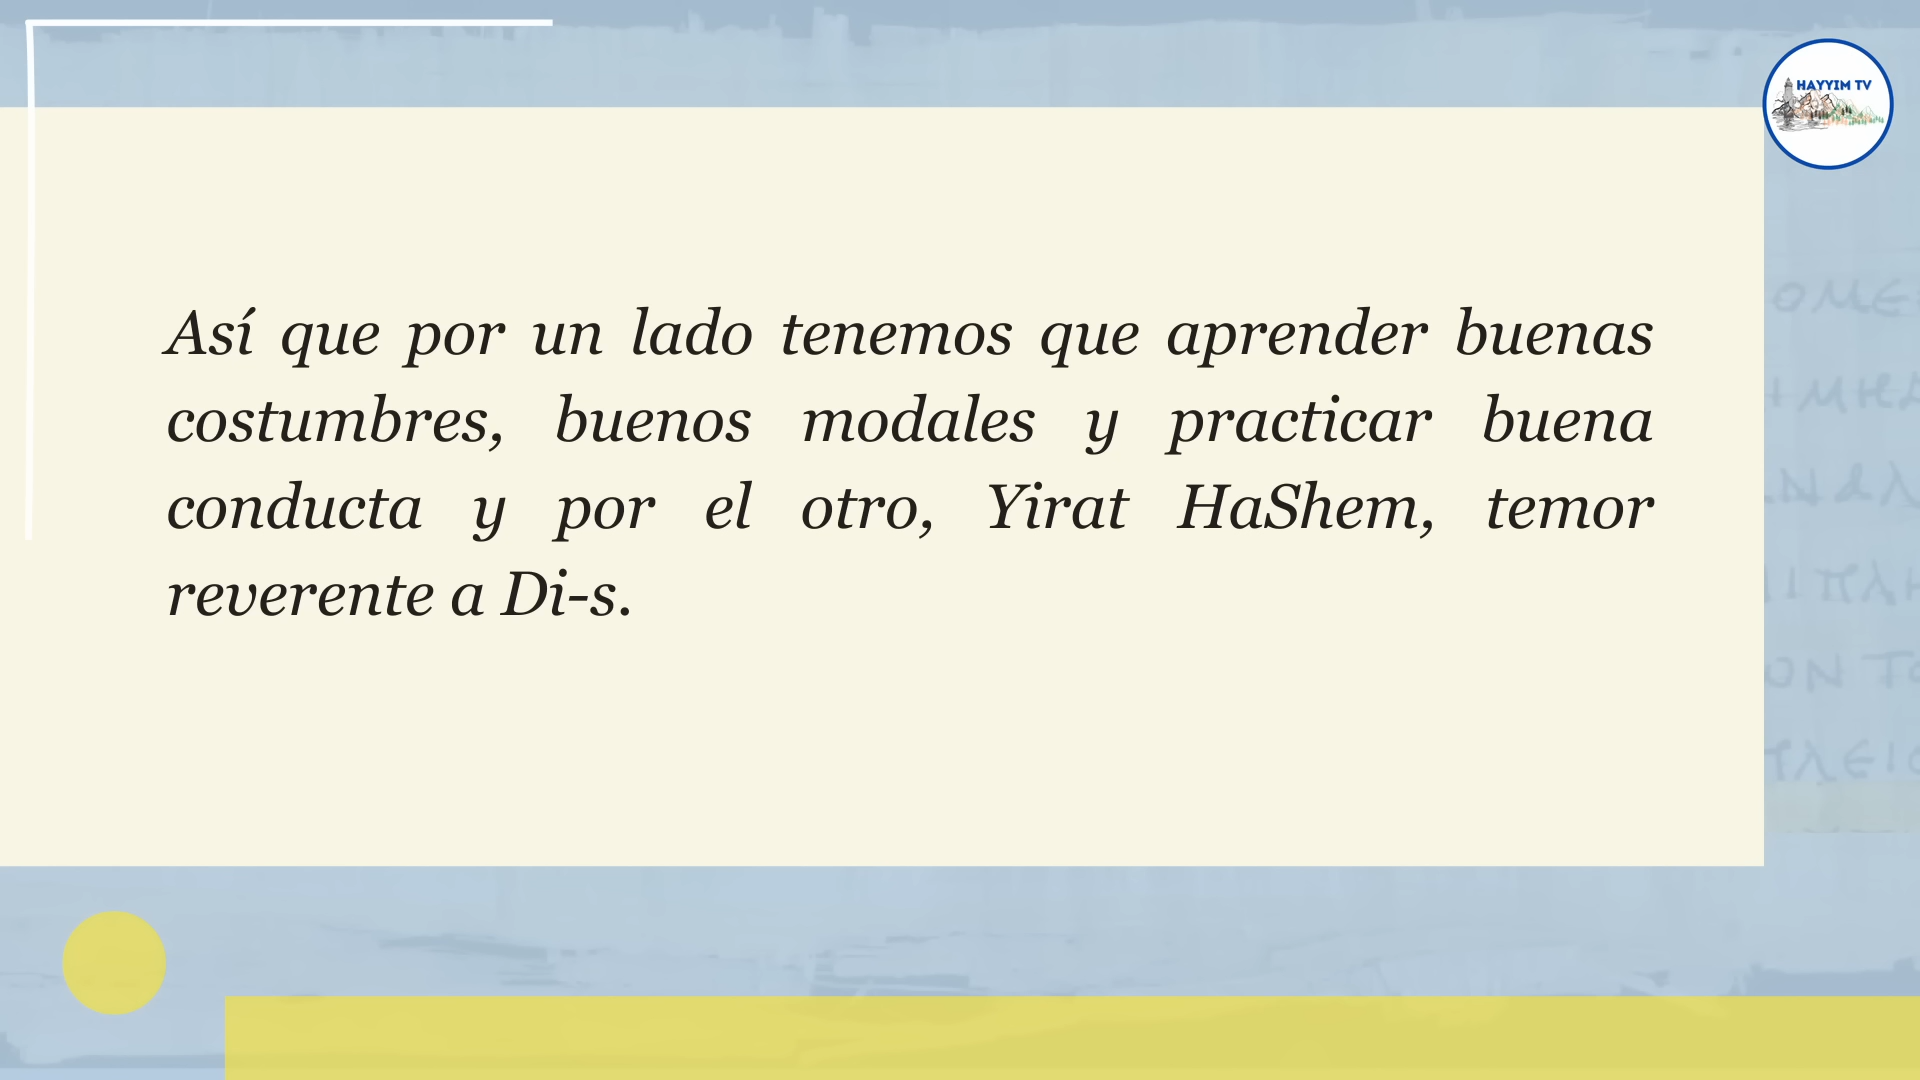 HAYYIM TV
Así que por un lado tenemos que aprender buenas
costumbres, buenos modales y practicar buena
conducta y por el otro, Yirat HaShem, temor
reverente a Di-s.